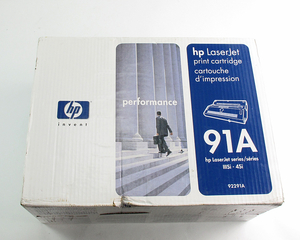 hp LaserJet
print cartridge
cartouche
d'impression
performance
hp
invent
91A
hp LaserJet series/séries
IIISi - 4Si
92291A